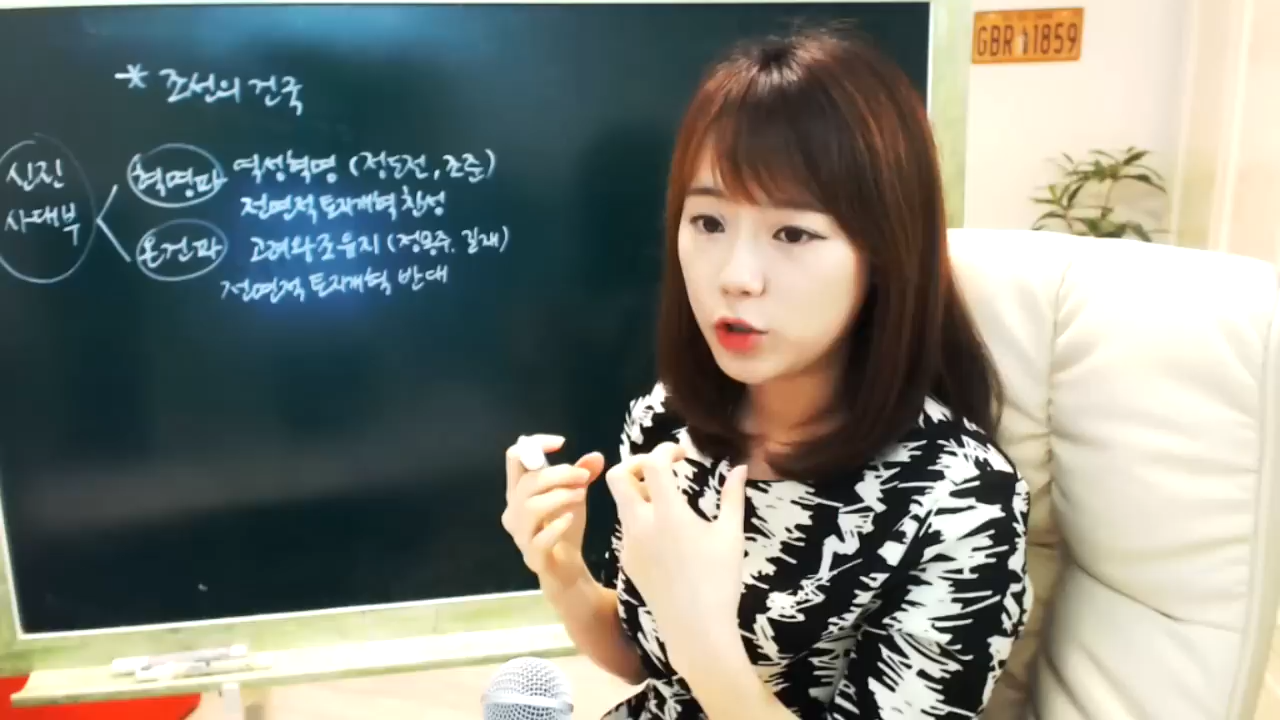 * 조선의 건국
신진
사대부
혁명파 역성혁명 (정도전, 조준)
전면적 토지개혁 찬성
온건파 고려왕조유지 (정몽주, 길재)
전면적 토지개혁 반대
GBR 1859